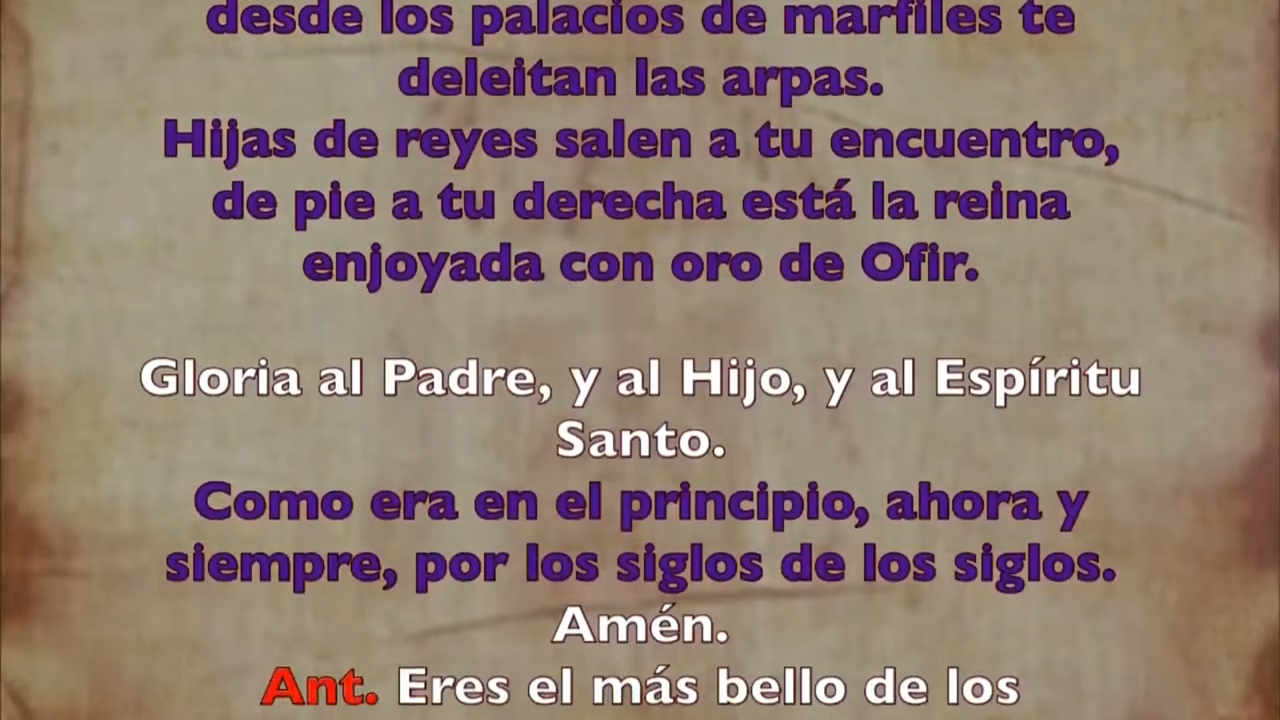 desde los palacios de marfiles te
deleitan las arpas.
Hijas de reyes salen a tu encuentro,
de pie a tu derecha está la reina
enjoyada con oro de Ofir.
Gloria al Padre, y al Hijo, y al Espíritu
Santo.
Como era en el principio, ahora y
siempre, por los siglos de los siglos.
Amén.
Ant. Eres el más bello de los